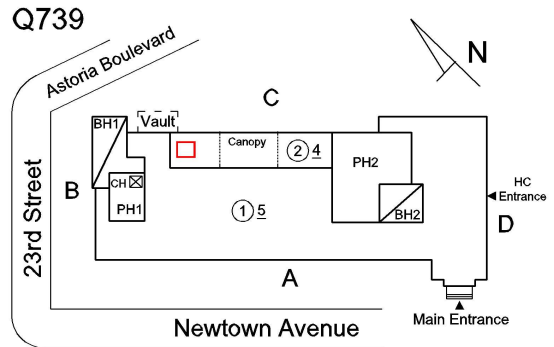 Q739
Astoria Boulevard
N
C
BH1
Vault
Canopy
2 4
PH2
B
CH
PH1
1 5
BH2
HC
Entrance
D
23rd Street
A
Main Entrance
Newtown Avenue